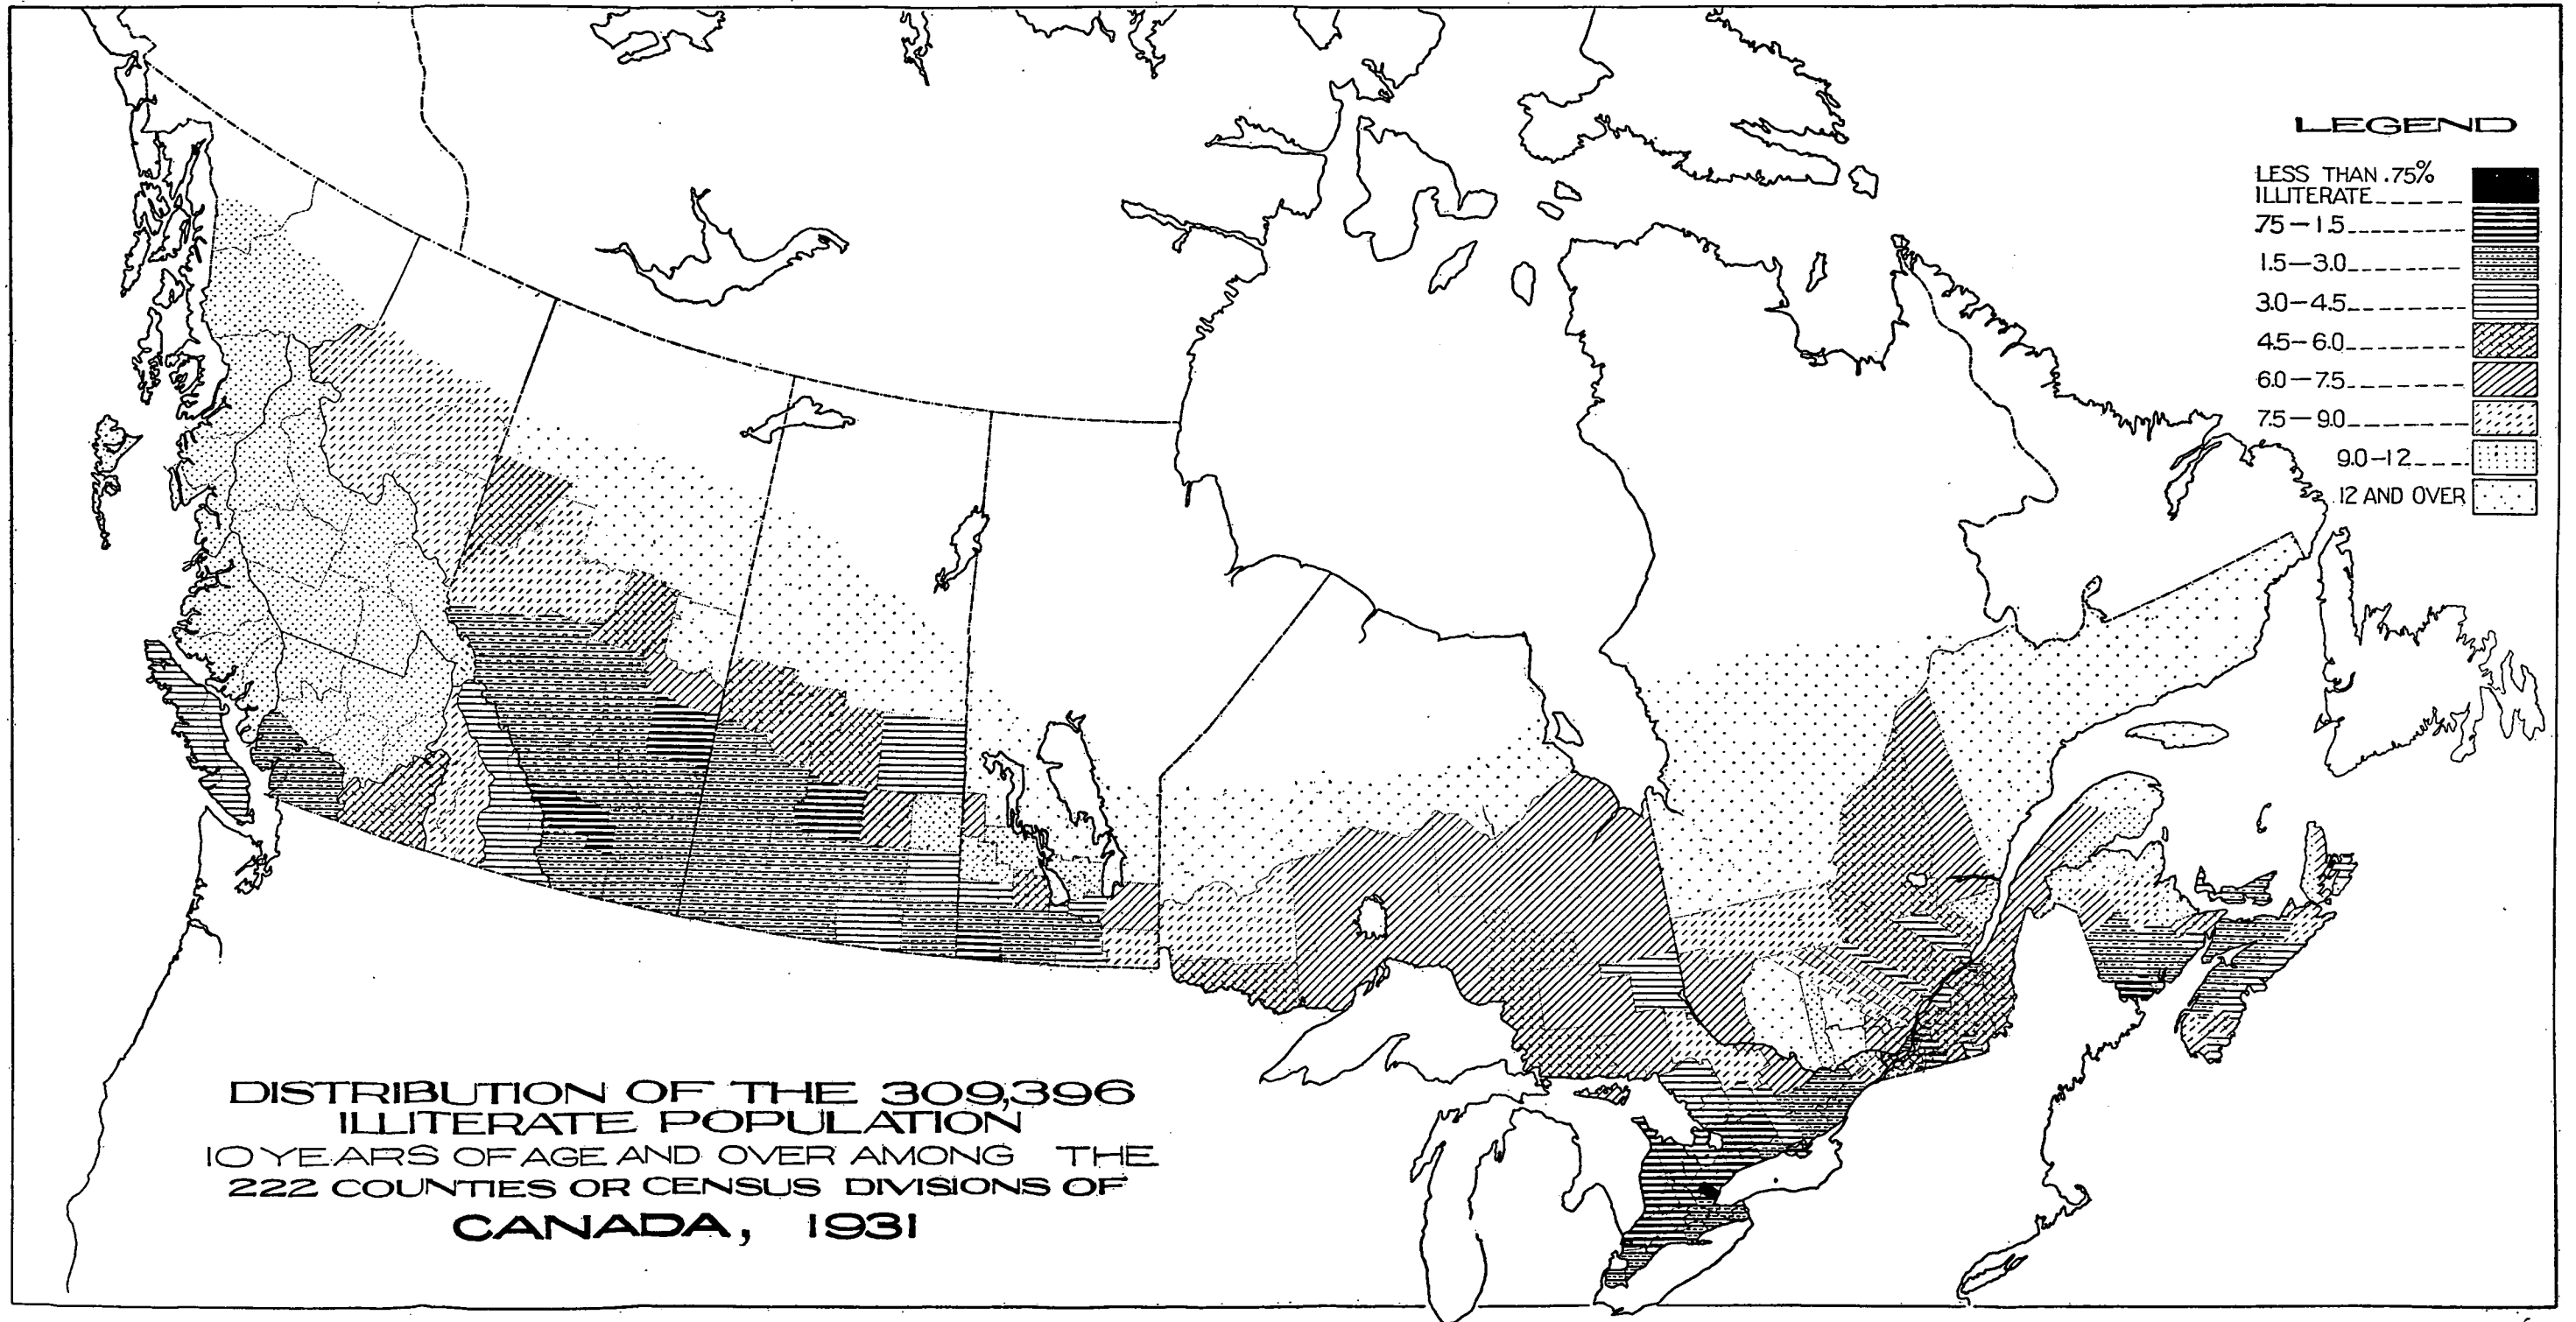 LEGEND
LESS THAN .75%
ILLITERATE
.75-1.5
1.5-3.0
3.0-4.5
4.5-6.0
6.0-7.5
7.5-9.0
9.0-12
12 AND OVER
DISTRIBUTION OF THE 309,396
ILLITERATE POPULATION
10 YEARS OF AGE AND OVER AMONG THE
222 COUNTIES OR CENSUS DIVISIONS OF
CANADA, 1931